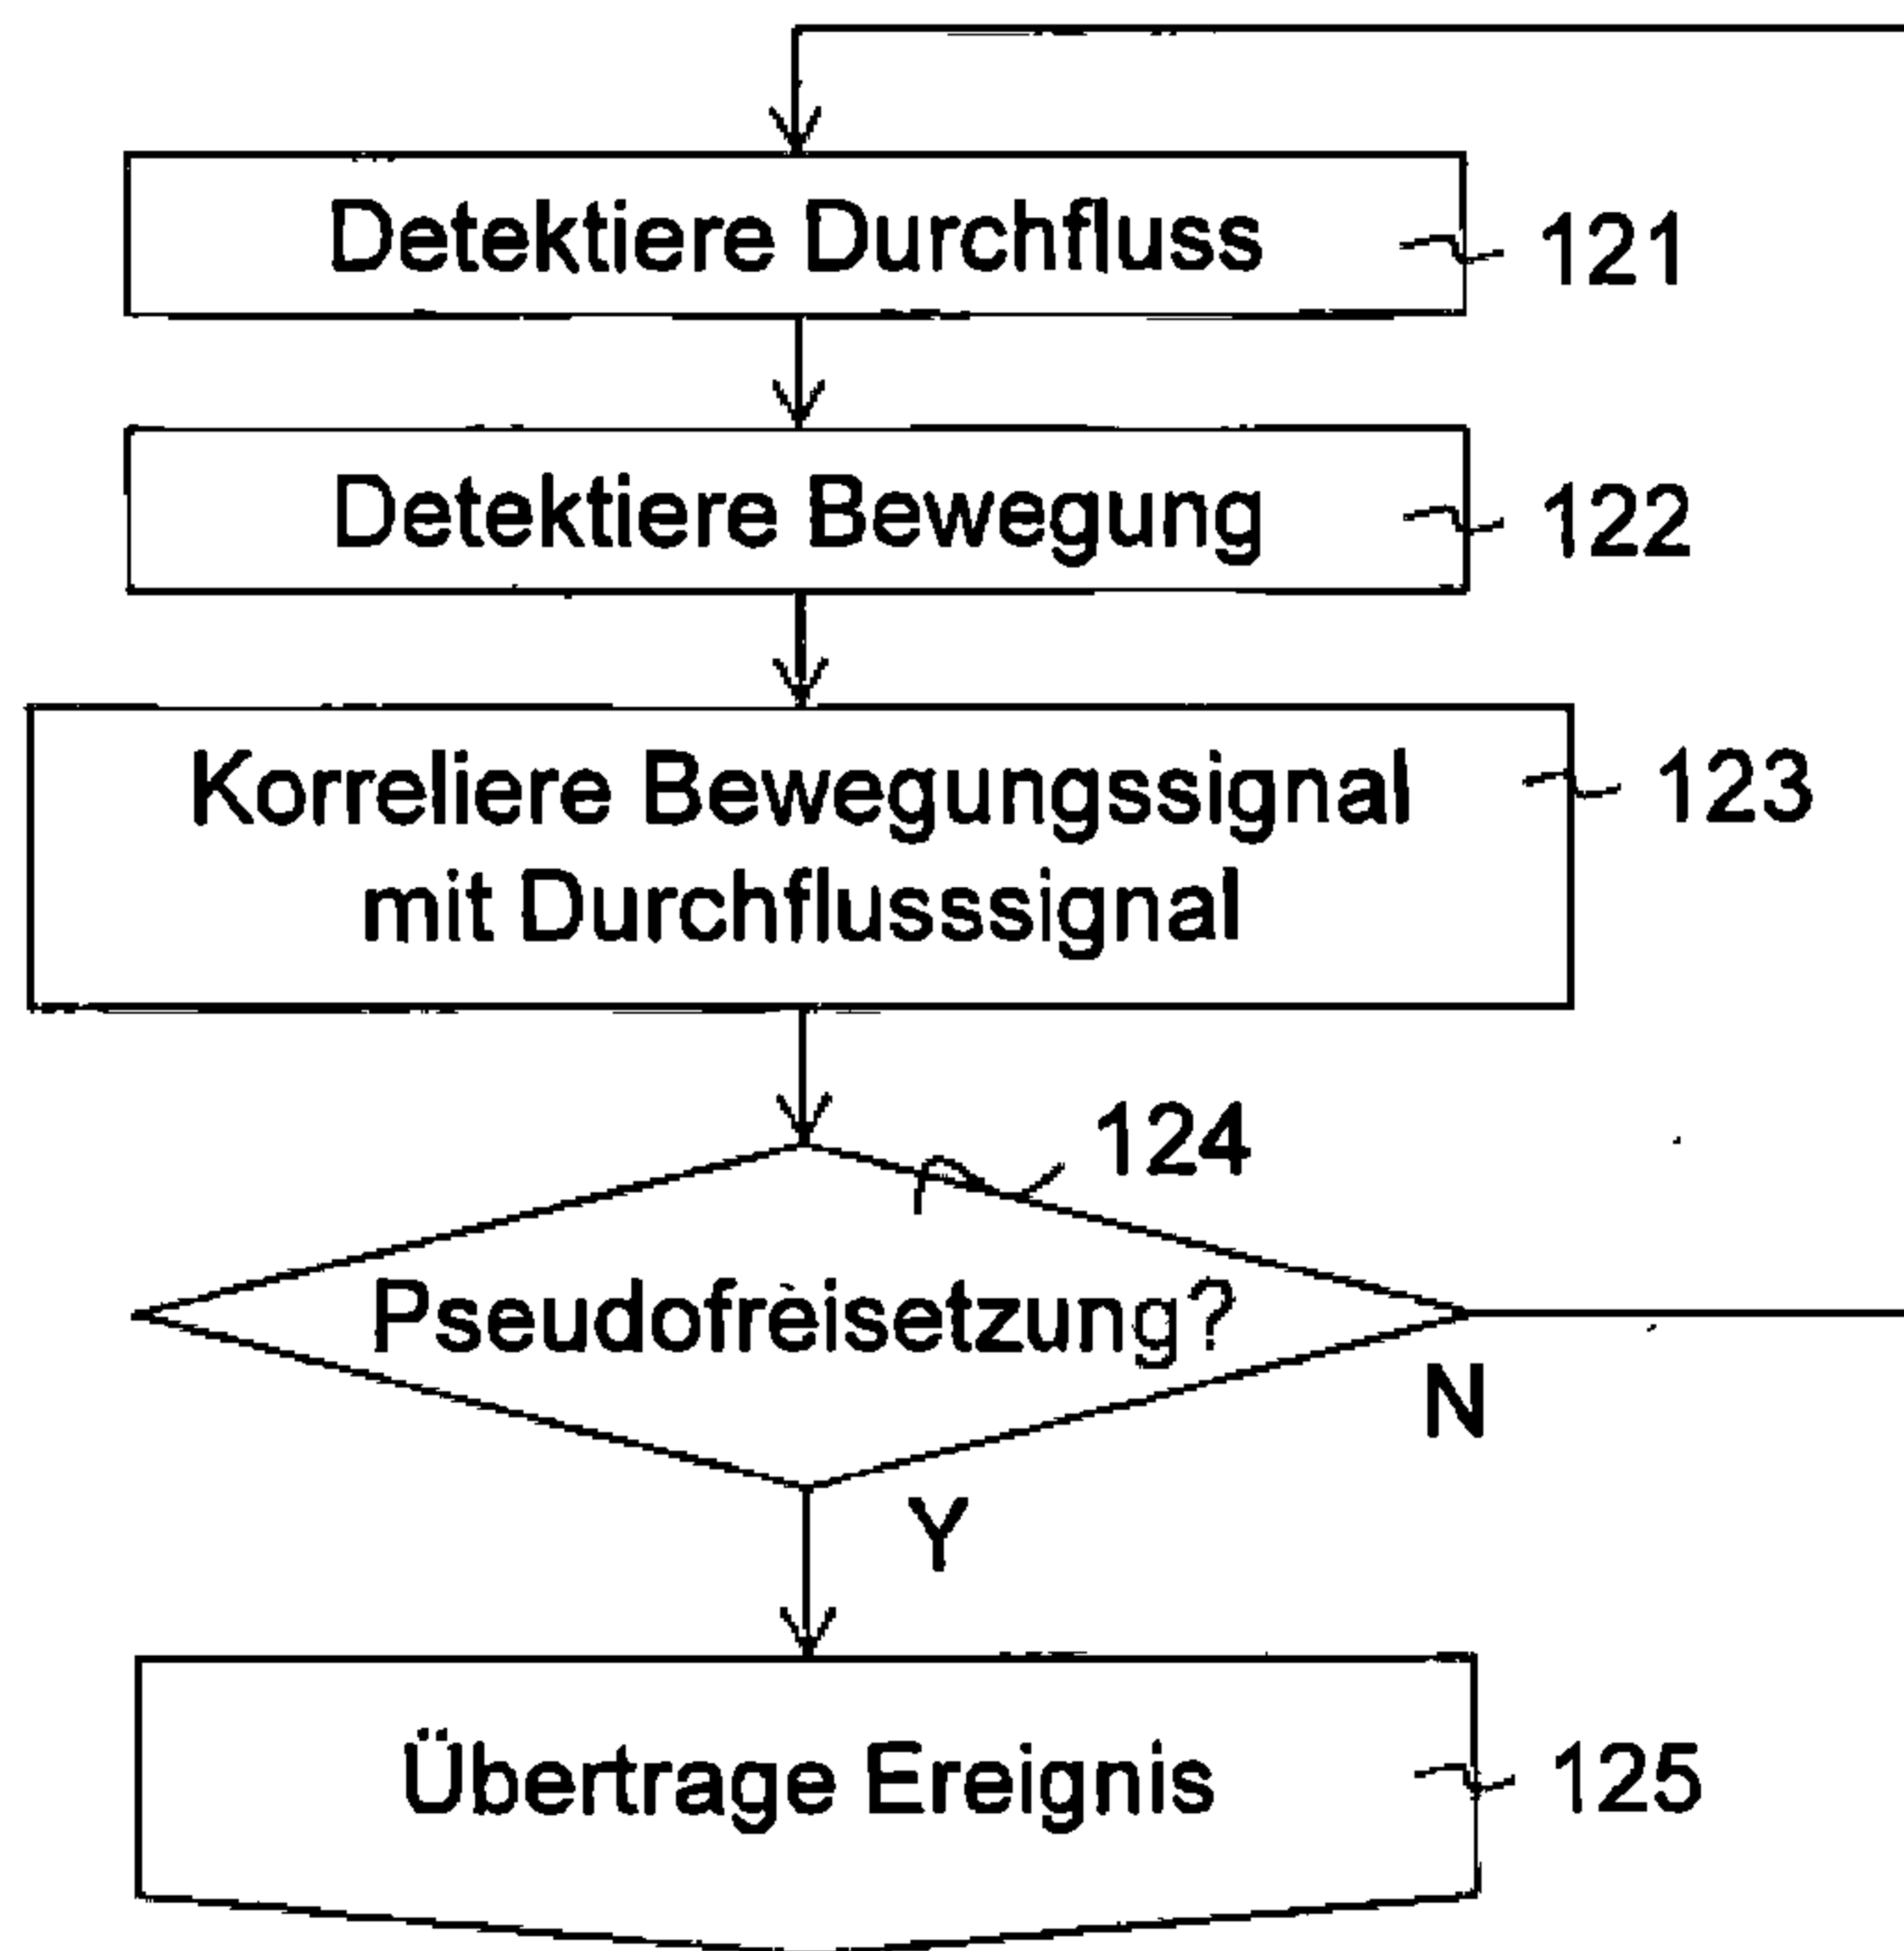 Detektiere Durchfluss
121
Detektiere Bewegung
122
Korreliere Bewegungssignal
123
mit Durchflusssignal
124
Pseudofreisetzung?
N
Y
Übertrage Ereignis
125